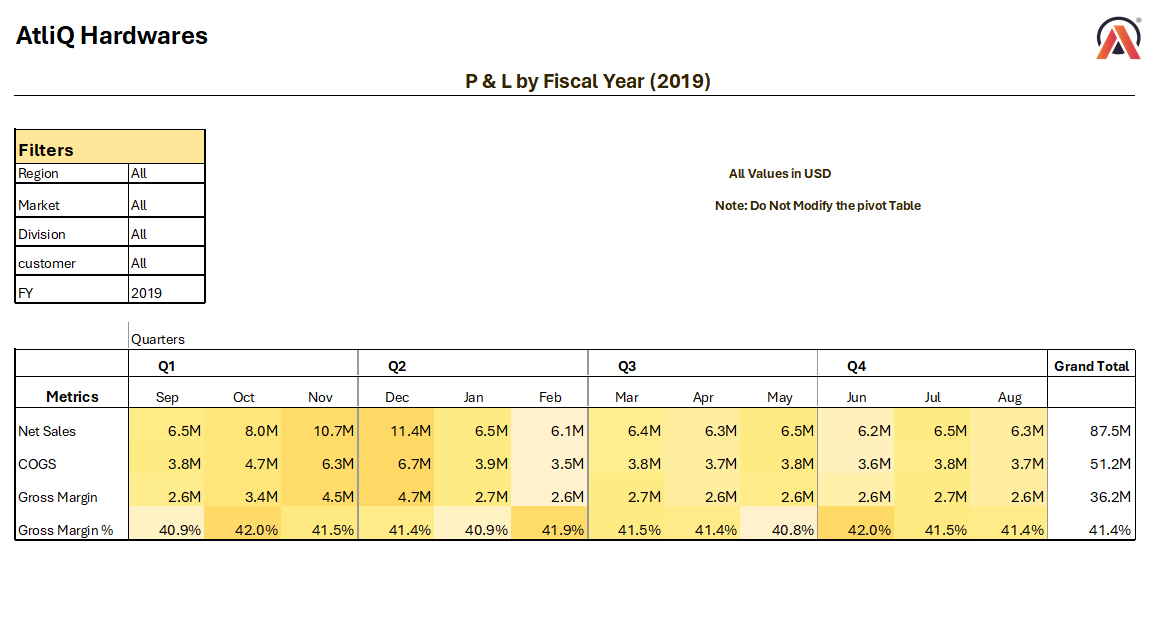 AtliQ Hardwares
P & L by Fiscal Year (2019)
Filters
Region All
Market All
Division All
customer All
FY 2019
All Values in USD
Note: Do Not Modify the pivot Table
Quarters
Q1 Q2 Q3 Q4 Grand Total
Metrics Sep Oct Nov Dec Jan Feb Mar Apr May Jun Jul Aug
Net Sales 6.5M 8.0M 10.7M 11.4M 6.5M 6.1M 6.4M 6.3M 6.5M 6.2M 6.5M 6.3M 87.5M
COGS 3.8M 4.7M 6.3M 6.7M 3.9M 3.5M 3.8M 3.7M 3.8M 3.6M 3.8M 3.7M 51.2M
Gross Margin 2.6M 3.4M 4.5M 4.7M 2.7M 2.6M 2.7M 2.6M 2.6M 2.6M 2.7M 2.6M 36.2M
Gross Margin % 40.9% 42.0% 41.5% 41.4% 40.9% 41.9% 41.5% 41.4% 40.8% 42.0% 41.5% 41.4% 41.4%